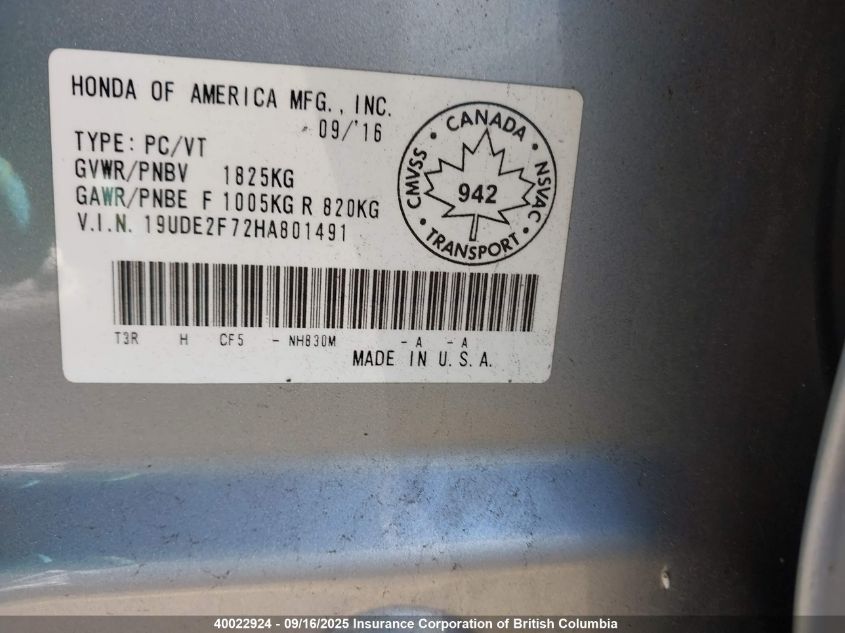 HONDA OF AMERICA MFG., INC.
09/'16
TYPE: PC/VT
GVWR/PNBV 1825KG
GAWR/PNBE F 1005KG R 820KG
V.I.N. 19UDE2F72HA801491
CANADA
CMVSS
942
NSVAC
TRANSPORT
T3R H CF5 - NH830M - A - A
MADE IN U.S.A.
40022924 - 09/16/2025 Insurance Corporation of British Columbia